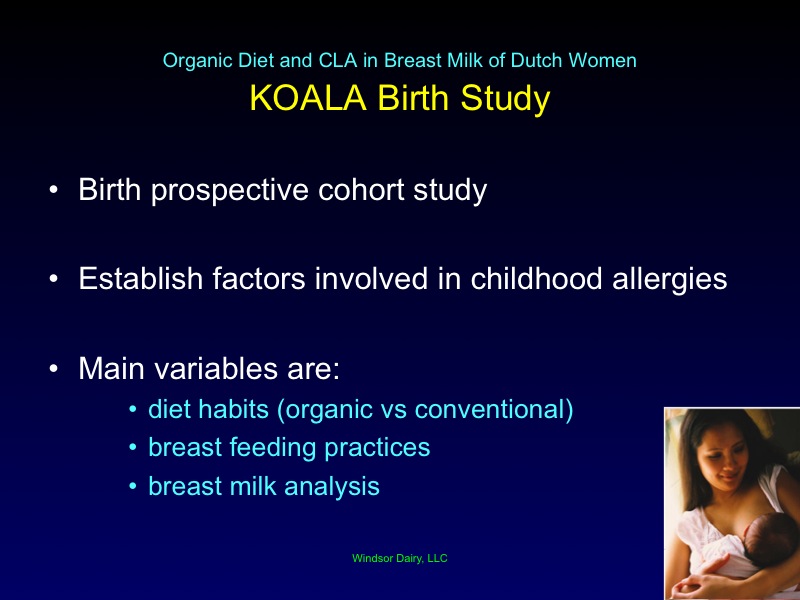 Organic Diet and CLA in Breast Milk of Dutch Women
KOALA Birth Study
• Birth prospective cohort study
• Establish factors involved in childhood allergies
• Main variables are:
• diet habits (organic vs conventional)
• breast feeding practices
• breast milk analysis
Windsor Dairy, LLC